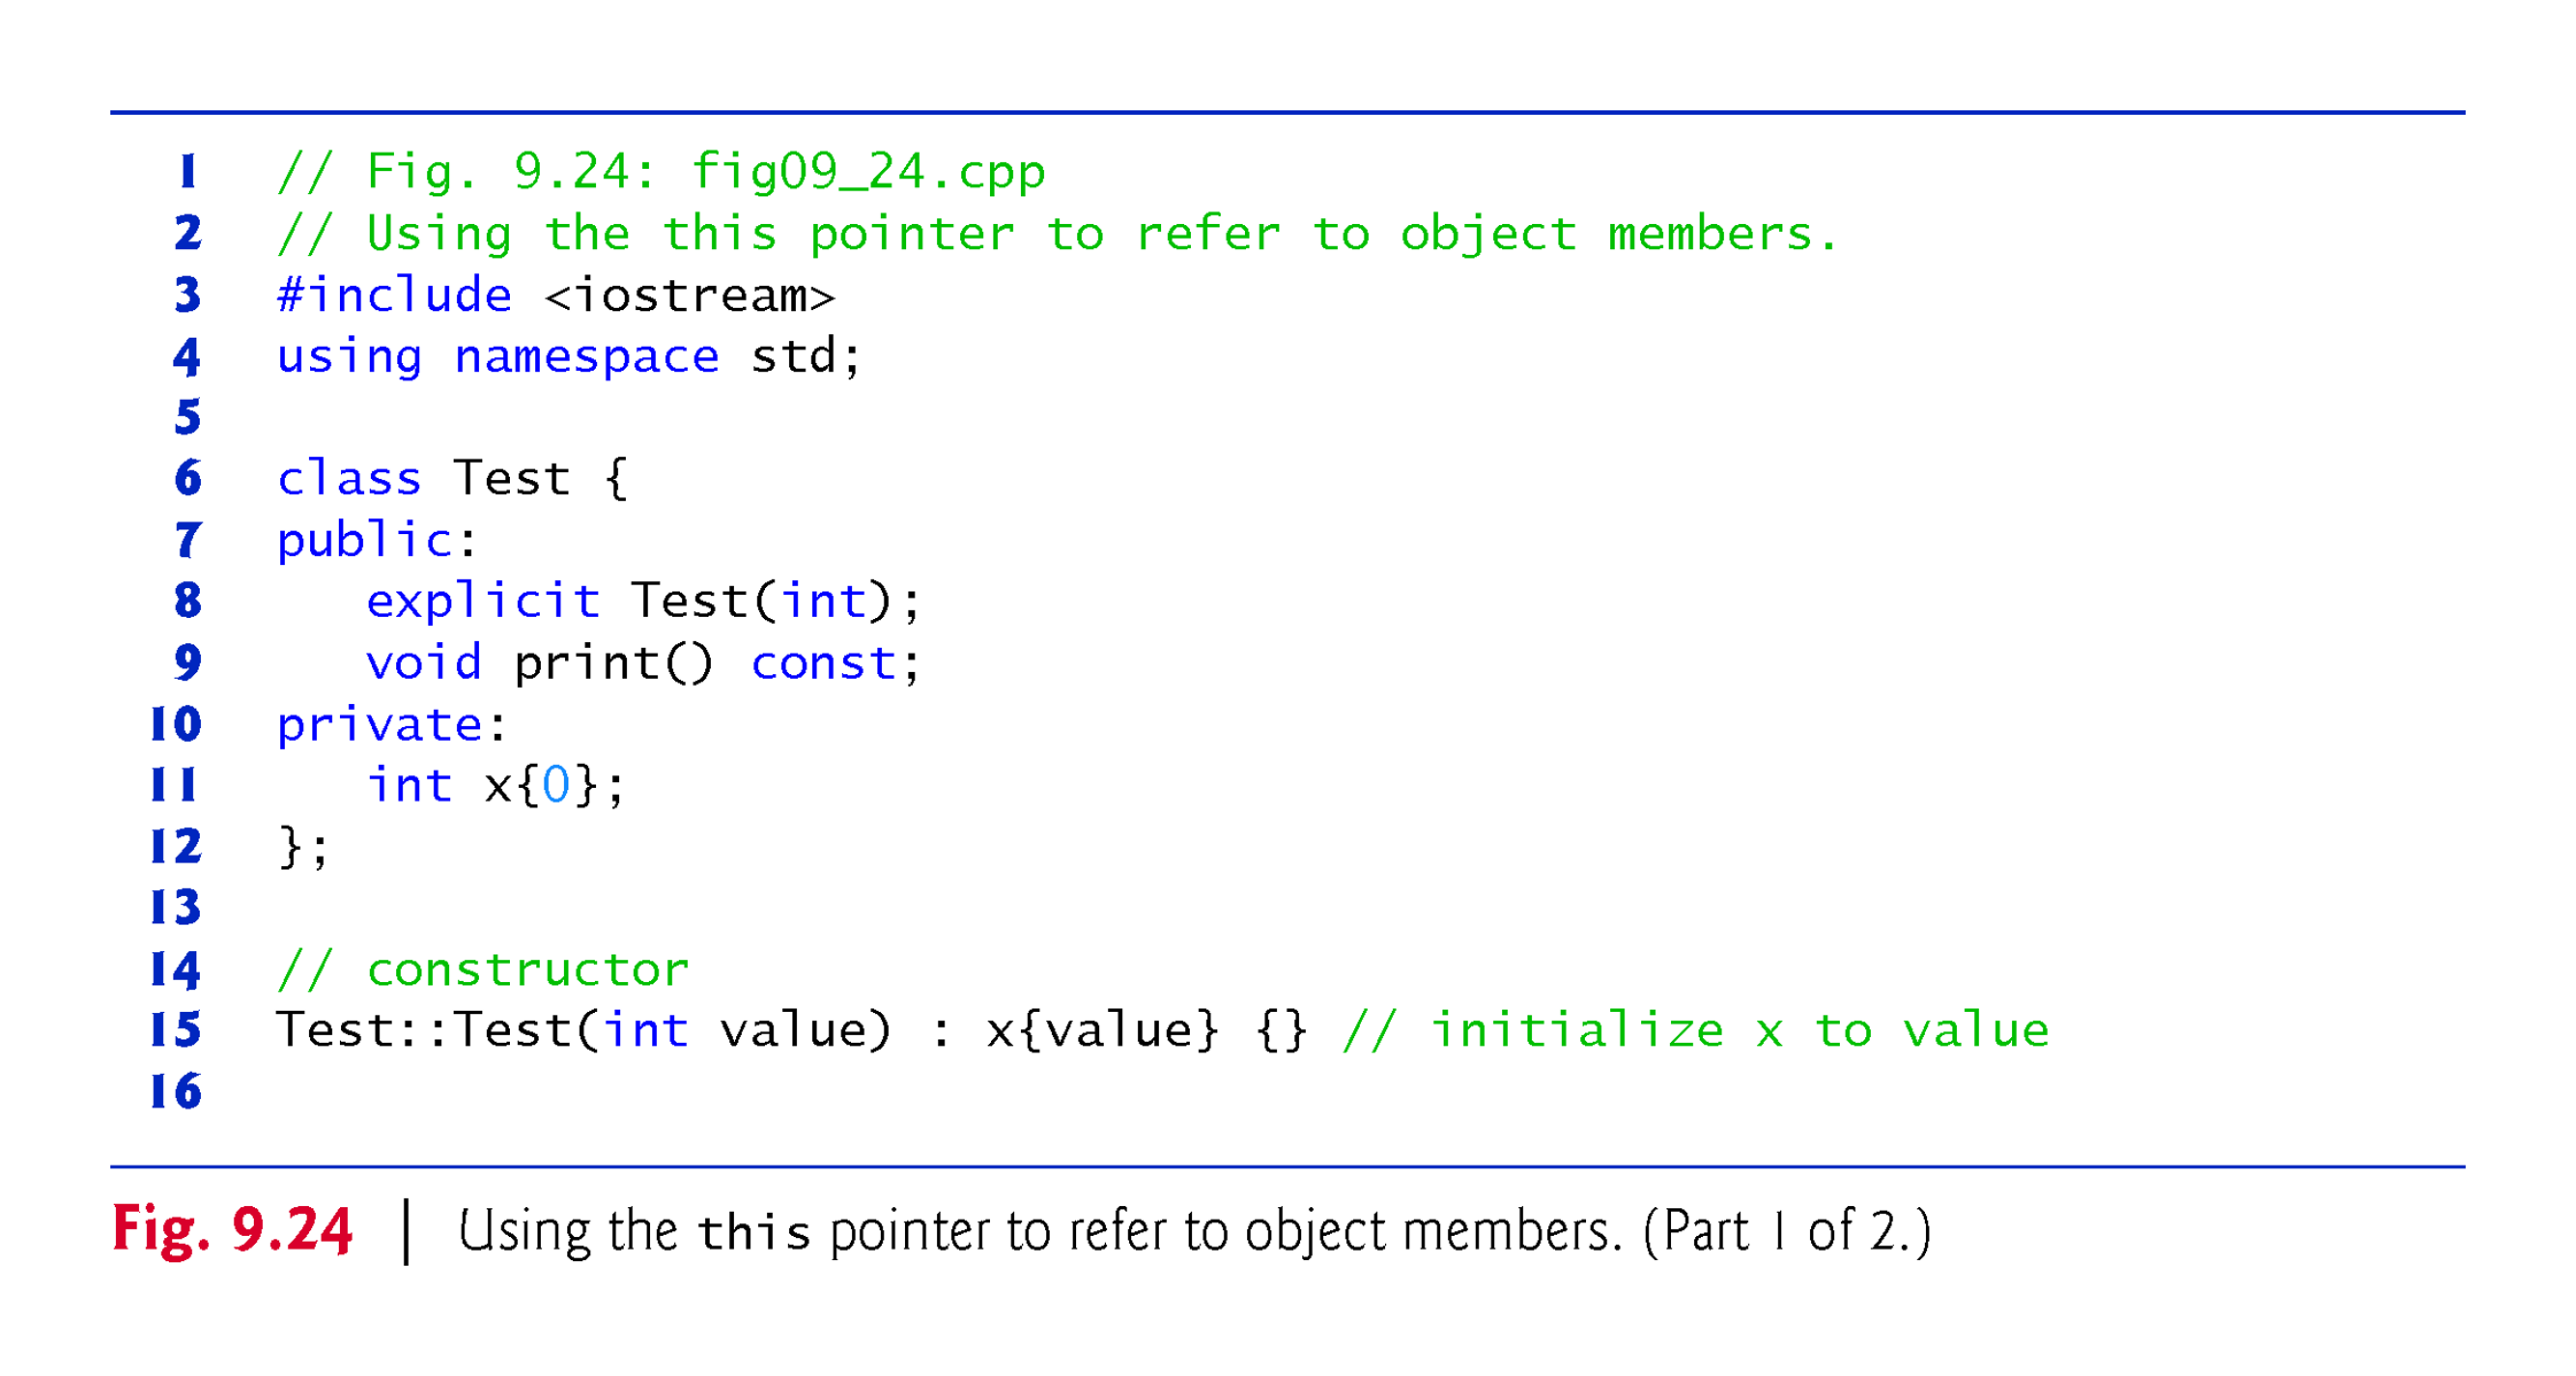 1 // Fig. 9.24: fig09_24.cpp
2 // Using the this pointer to refer to object members.
3 #include <iostream>
4 using namespace std;
5
6 class Test {
7 public:
8    explicit Test(int);
9    void print() const;
10 private:
11    int x{0};
12 };
13
14 // constructor
15 Test::Test(int value) : x{value} {} // initialize x to value
16
Fig. 9.24 | Using the this pointer to refer to object members. (Part 1 of 2.)